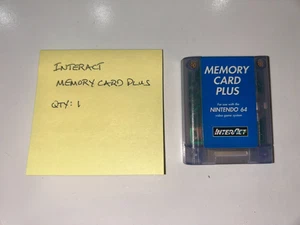 INTERACT
MEMORY CARD PLUS
QTY: 1
MEMORY
CARD
PLUS
For use with the
NINTENDO 64
video game system
INTERACT